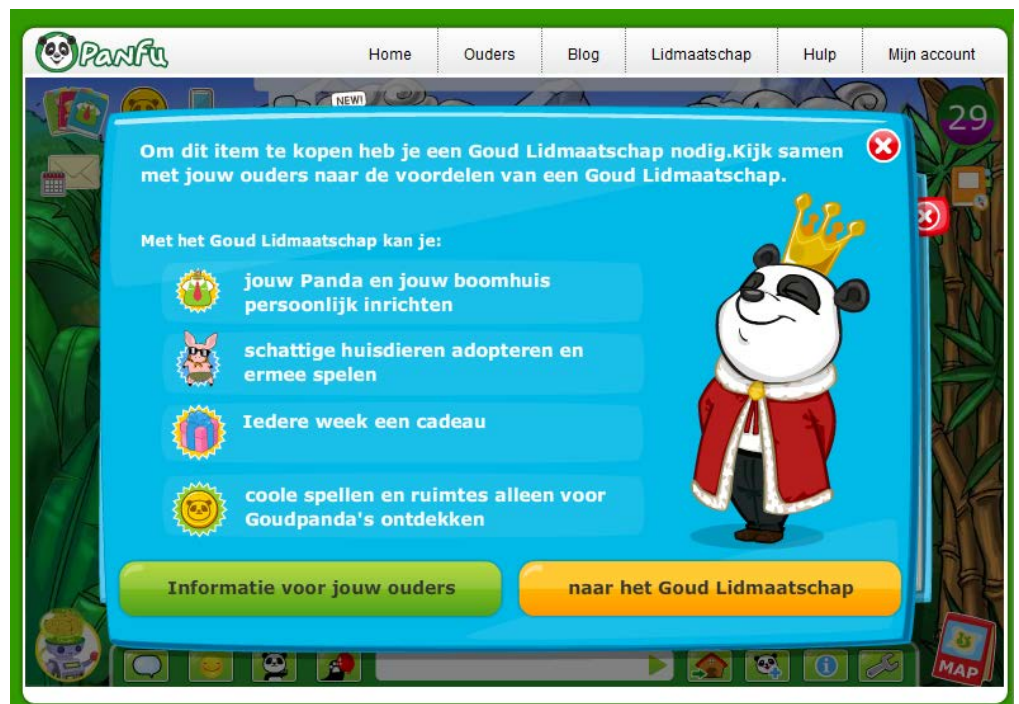 PANFU
Home Ouders Blog Lidmaatschap Hulp Mijn account
NEW!
29
Om dit item te kopen heb je een Goud Lidmaatschap nodig.Kijk samen
met jouw ouders naar de voordelen van een Goud Lidmaatschap.
Met het Goud Lidmaatschap kan je:
jouw Panda en jouw boomhuis
persoonlijk inrichten
schattige huisdieren adopteren en
ermee spelen
Iedere week een cadeau
coole spellen en ruimtes alleen voor
Goudpanda's ontdekken
Informatie voor jouw ouders
naar het Goud Lidmaatschap
MAP